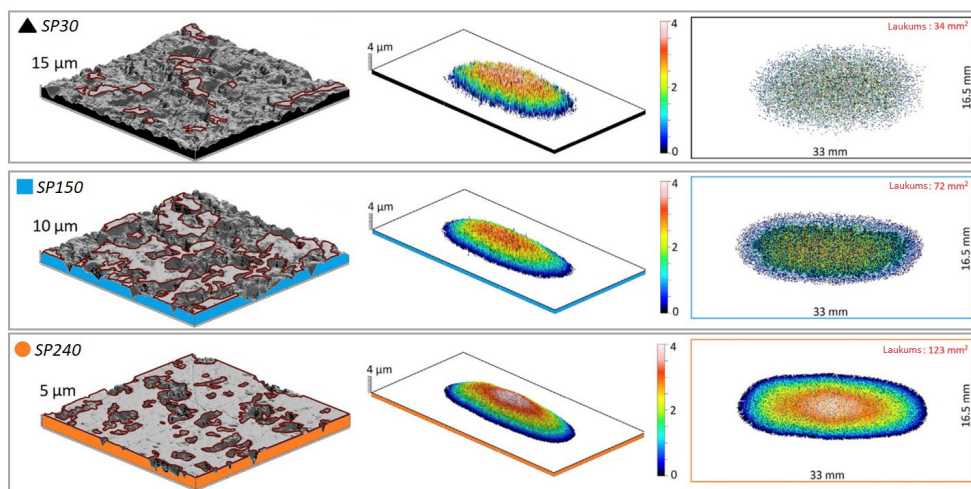 SP30
15 µm
4 µm
4
2
0
Laukums : 34 mm²
16.5 mm
33 mm
SP150
10 µm
4 µm
4
2
0
Laukums : 72 mm²
16.5 mm
33 mm
SP240
5 µm
4 µm
4
2
0
Laukums : 123 mm²
16.5 mm
33 mm